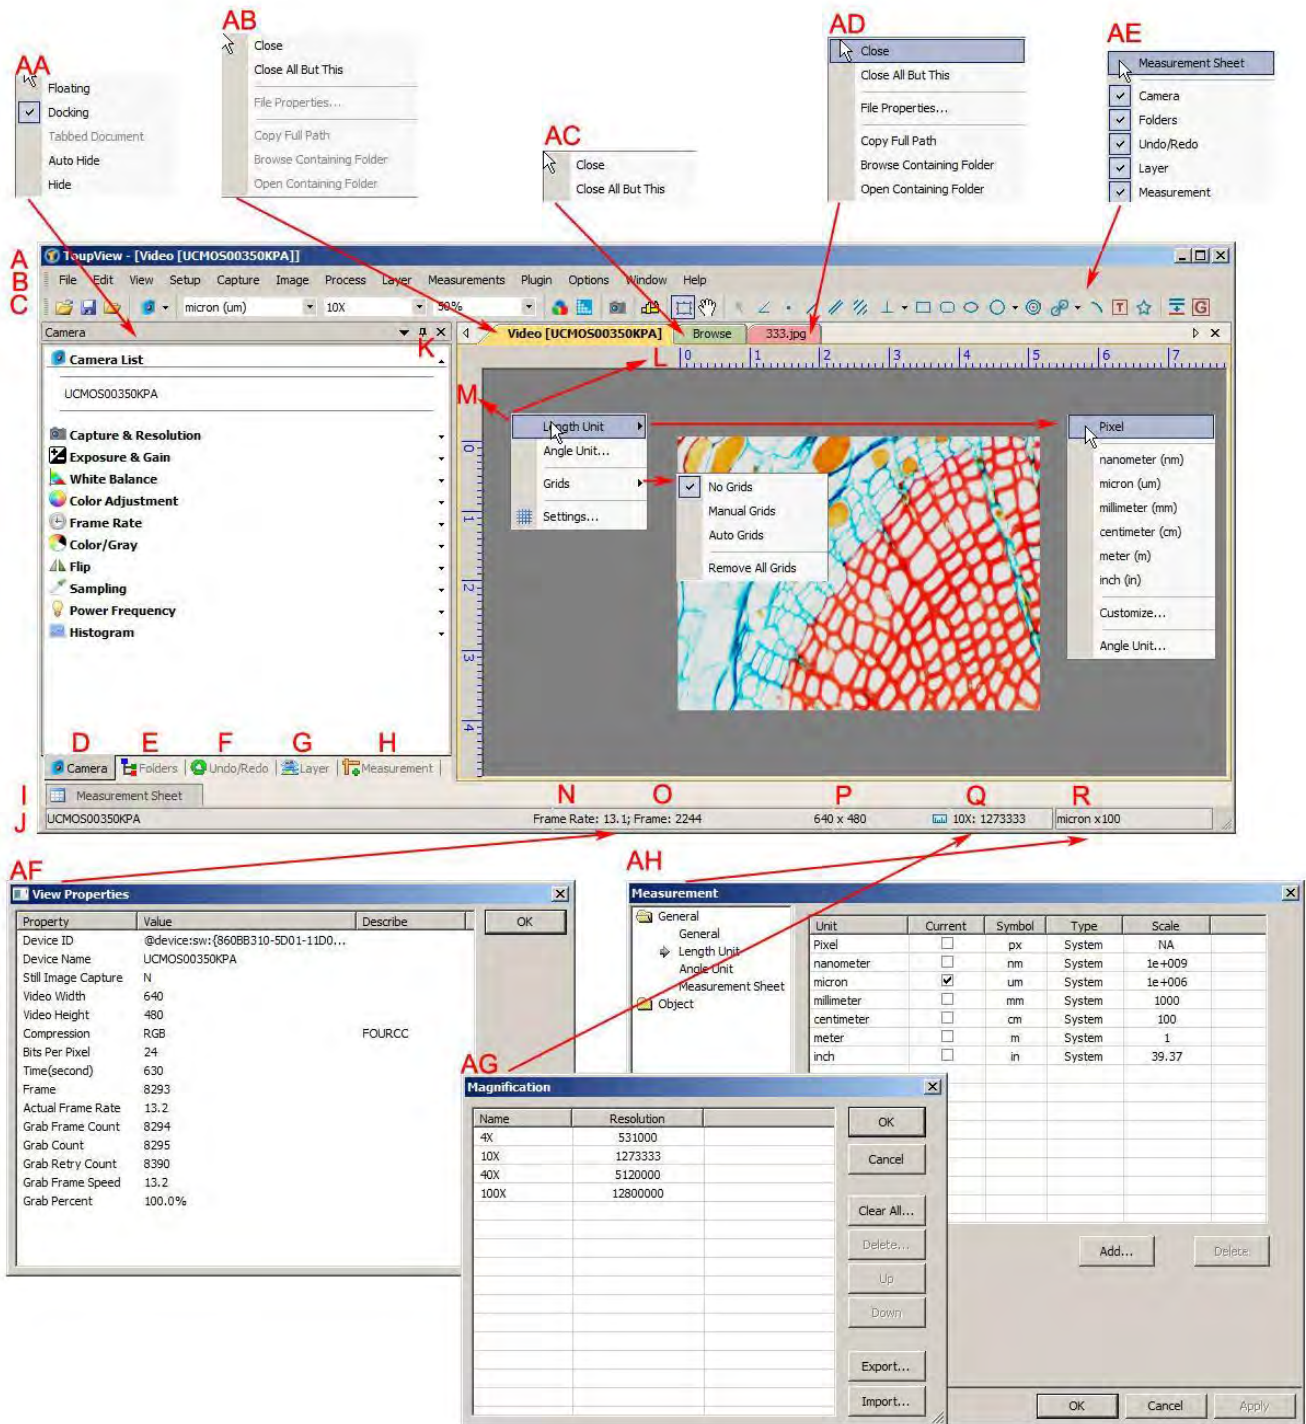 AA
Floating
Docking
Tabbed Document
Auto Hide
Hide
AB
Close
Close All But This
File Properties...
Copy Full Path
Browse Containing Folder
Open Containing Folder
AC
Close
Close All But This
AD
Close
Close All But This
File Properties...
Copy Full Path
Browse Containing Folder
Open Containing Folder
AE
Measurement Sheet
Camera
Folders
Undo/Redo
Layer
Measurement
A
ToupView - [Video [UCMOS00350KPA]]
B
File Edit View Setup Capture Image Process Layer Measurements Plugin Options Window Help
C
micron (um) 10X 50%
T G
Camera
K
Video [UCMOS00350KPA] Browse 333.jpg
Camera List
UCMOS00350KPA
Capture & Resolution
Exposure & Gain
White Balance
Color Adjustment
Frame Rate
Color/Gray
Flip
Sampling
Power Frequency
Histogram
L
0 1 2 3 4 5 6 7
M
0
1
2
3
4
Length Unit
Angle Unit...
Grids
Settings...
No Grids
Manual Grids
Auto Grids
Remove All Grids
Pixel
nanometer (nm)
micron (um)
millimeter (mm)
centimeter (cm)
meter (m)
inch (in)
Customize...
Angle Unit...
D E F G H
Camera Folders Undo/Redo Layer Measurement
I
Measurement Sheet
N O P Q R
J
UCMOS00350KPA Frame Rate: 13.1; Frame: 2244 640 x 480 10X: 1273333 micron x100
AF
View Properties
Property Value Describe
OK
Device ID @device:sw:{860BB310-5D01-11D0...
Device Name UCMOS00350KPA
Still Image Capture N
Video Width 640
Video Height 480
Compression RGB FOURCC
Bits Per Pixel 24
Time(second) 630
Frame 8293
Actual Frame Rate 13.2
Grab Frame Count 8294
Grab Count 8295
Grab Retry Count 8390
Grab Frame Speed 13.2
Grab Percent 100.0%
AH
Measurement
General
General
Length Unit
Angle Unit
Measurement Sheet
Object
Unit Current Symbol Type Scale
Pixel px System NA
nanometer nm System 1e+009
micron um System 1e+006
millimeter mm System 1000
centimeter cm System 100
meter m System 1
inch in System 39.37
Add... Delete
OK Cancel Apply
AG
Magnification
Name Resolution
4X 531000
10X 1273333
40X 5120000
100X 12800000
OK
Cancel
Clear All...
Delete...
Up
Down
Export...
Import...